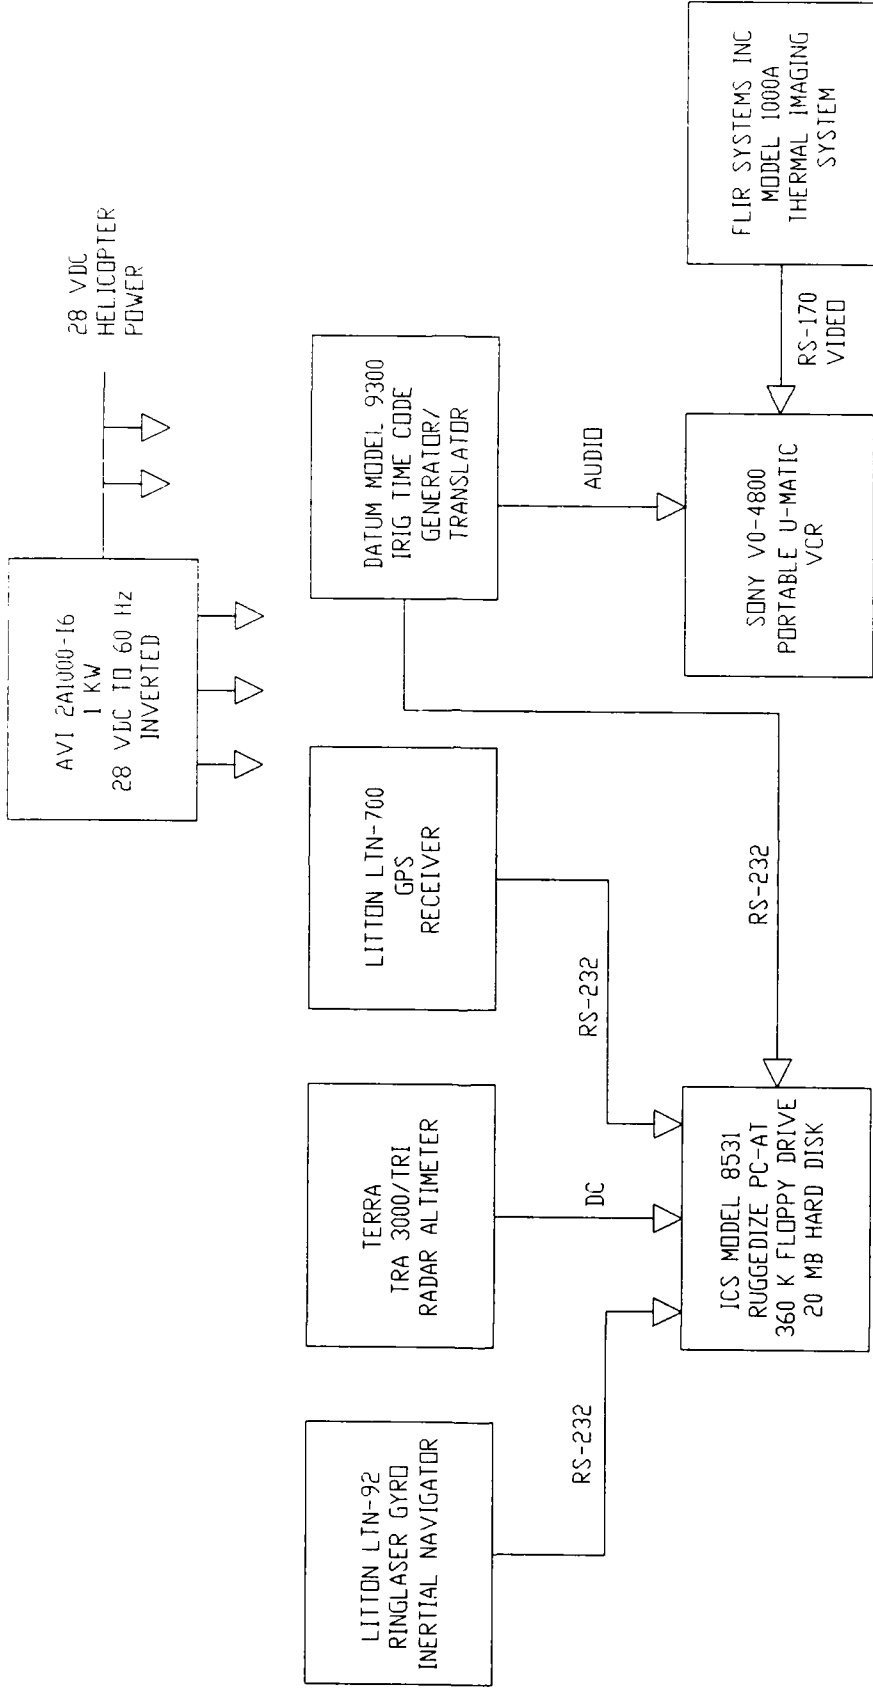 28 VDC
HELICOPTER
POWER
AVI 2A1000-I6
1 KW
28 VDC TO 60 Hz
INVERTED
LITTON LTN-92
RINGLASER GYRO
INERTIAL NAVIGATOR
TERRA
TRA 3000/TRI
RADAR ALTIMETER
LITTON LTN-700
GPS
RECEIVER
DATUM MODEL 9300
IRIG TIME CODE
GENERATOR/
TRANSLATOR
RS-232
DC
RS-232
AUDIO
RS-232
ICS MODEL 8531
RUGGEDIZE PC-AT
360 K FLOPPY DRIVE
20 MB HARD DISK
SONY VO-4800
PORTABLE U-MATIC
VCR
RS-170
VIDEO
FLIR SYSTEMS INC
MODEL 1000A
THERMAL IMAGING
SYSTEM